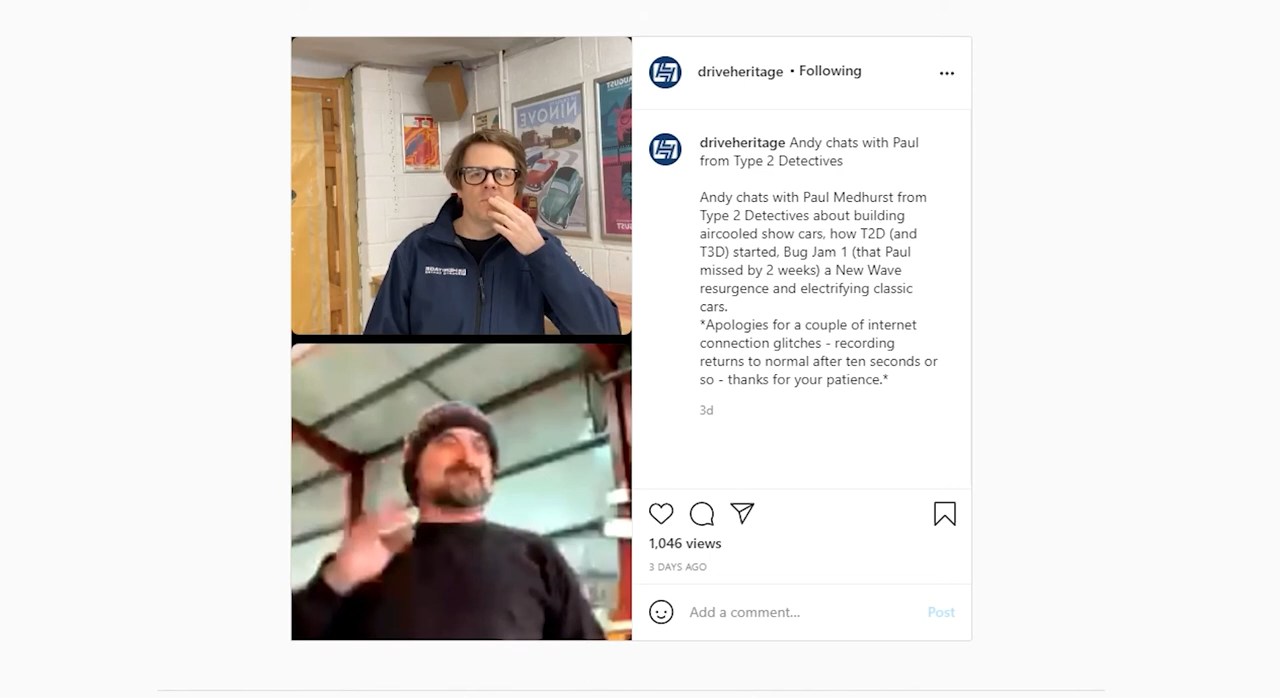 driveheritage • Following
driveheritage Andy chats with Paul
from Type 2 Detectives
Andy chats with Paul Medhurst from
Type 2 Detectives about building
aircooled show cars, how T2D (and
T3D) started, Bug Jam 1 (that Paul
missed by 2 weeks) a New Wave
resurgence and electrifying classic
cars.
*Apologies for a couple of internet
connection glitches - recording
returns to normal after ten seconds or
so - thanks for your patience.*
3d
1,046 views
3 DAYS AGO
Add a comment...
Post
NINOVE
AUGUST